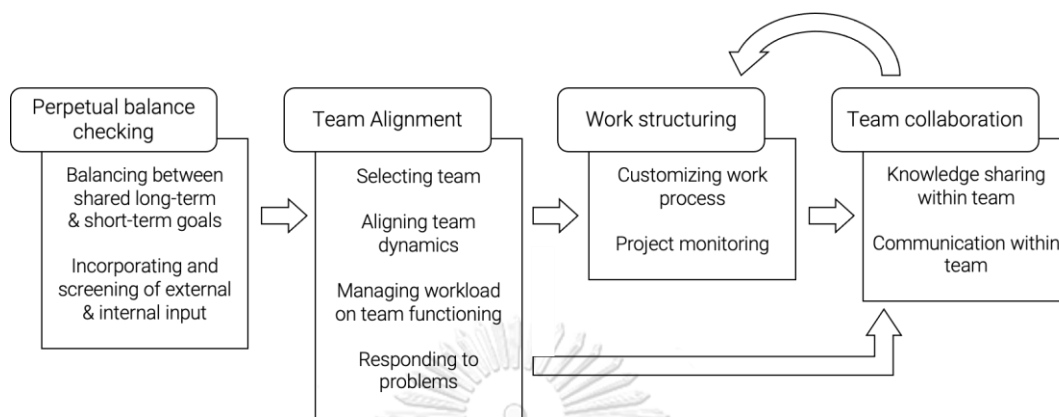 Perpetual balance
checking
Balancing between
shared long-term
& short-term goals
Incorporating and
screening of external
& internal input
Team Alignment
Selecting team
Aligning team
dynamics
Managing workload
on team functioning
Responding to
problems
Work structuring
Customizing work
process
Project monitoring
Team collaboration
Knowledge sharing
within team
Communication within
team